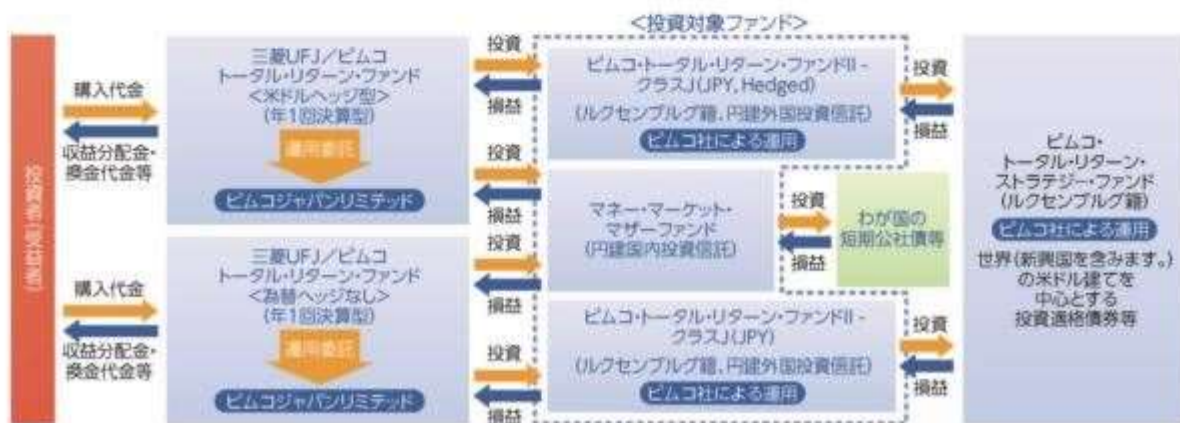 <投資対象ファンド>
投資者(受益者)
購入代金
収益分配金・
換金代金等
三菱UFJ/ピムコ
トータル・リターン・ファンド
<米ドルヘッジ型>
(年1回決算型)
運用委託
ピムコジャパンリミテッド
購入代金
収益分配金・
換金代金等
三菱UFJ/ピムコ
トータル・リターン・ファンド
<為替ヘッジなし>
(年1回決算型)
運用委託
ピムコジャパンリミテッド
投資
損益
投資
損益
投資
損益
投資
損益
ピムコ・トータル・リターン・ファンドII -
クラスJ(JPY, Hedged)
(ルクセンブルグ籍、円建外国投資信託)
ピムコ社による運用
マネー・マーケット・
マザーファンド
(円建国内投資信託)
投資
損益
わが国の
短期公社債等
ピムコ・トータル・リターン・ファンドII -
クラスJ(JPY)
(ルクセンブルグ籍、円建外国投資信託)
ピムコ社による運用
投資
損益
投資
損益
ピムコ・
トータル・リターン・
ストラテジー・ファンド
(ルクセンブルグ籍)
ピムコ社による運用
世界(新興国を含みます。)
の米ドル建てを
中心とする
投資適格債券等